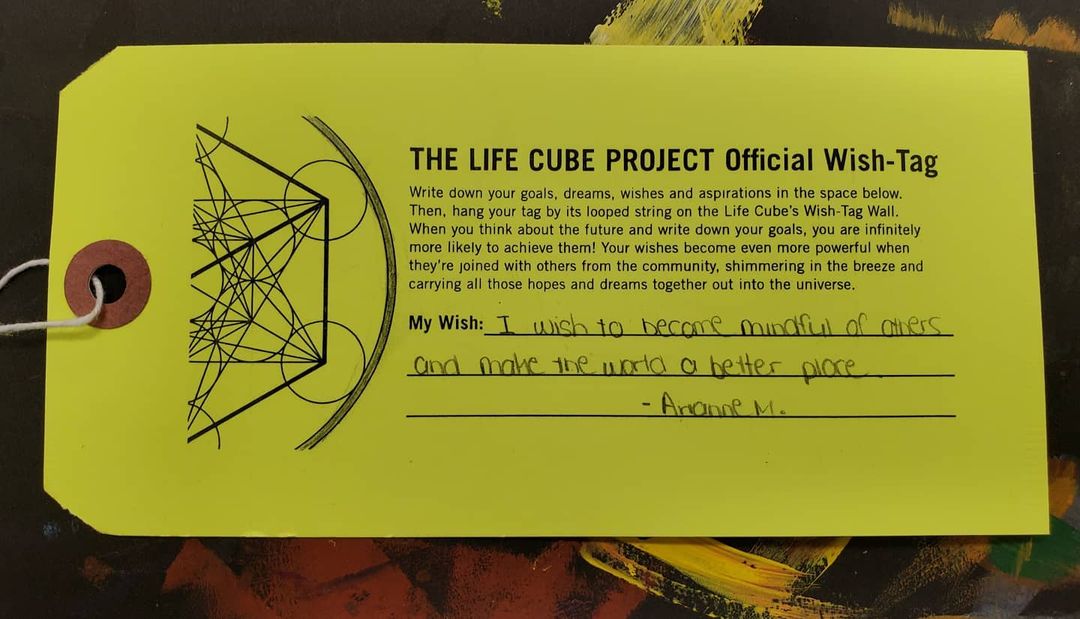 THE LIFE CUBE PROJECT Official Wish-Tag
Write down your goals, dreams, wishes and aspirations in the space below.
Then, hang your tag by its looped string on the Life Cube's Wish-Tag Wall.
When you think about the future and write down your goals, you are infinitely
more likely to achieve them! Your wishes become even more powerful when
they're joined with others from the community, shimmering in the breeze and
carrying all those hopes and dreams together out into the universe.
My Wish: I wish to become mindful of others
and make the world a better place
- Arianne M.